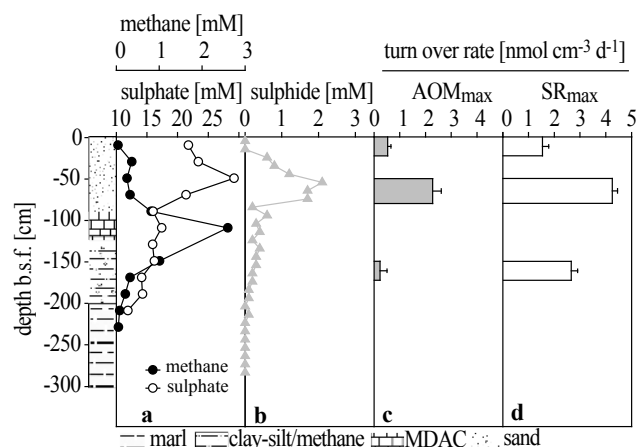 methane [mM]
0 1 2 3
turn over rate [nmol cm-3 d-1]
sulphate [mM] sulphide [mM] AOMmax SRmax
10 15 20 25 0 1 2 3 0 1 2 3 4 0 1 2 3 4 5
depth b.s.f. [cm]
0
-50
-100
-150
-200
-250
-300
methane
sulphate
a b c d
marl clay-silt/methane MDAC sand